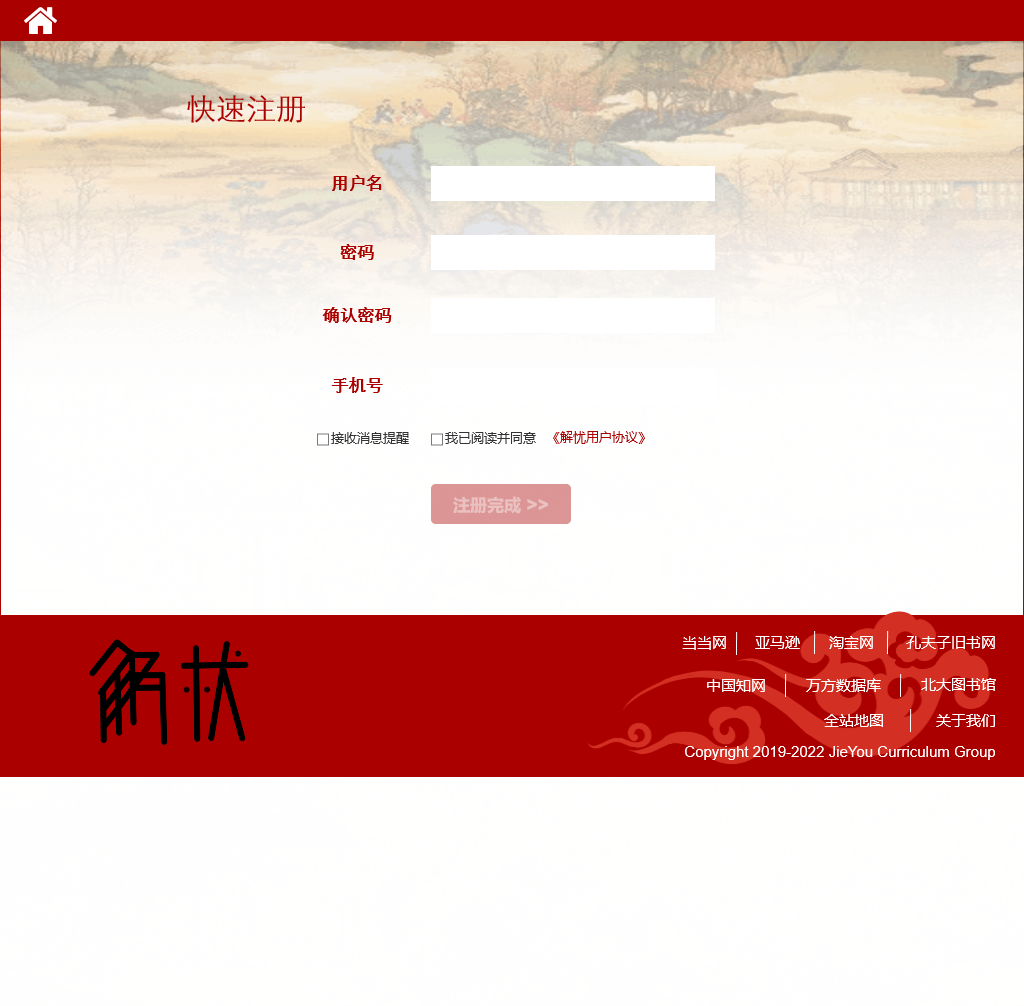 快速注册
用户名
密码
确认密码
手机号
接收消息提醒 我已阅读并同意 《解忧用户协议》
注册完成 >>
当当网 亚马逊 淘宝网 孔夫子旧书网
中国知网 万方数据库 北大图书馆
全站地图 关于我们
Copyright 2019-2022 JieYou Curriculum Group